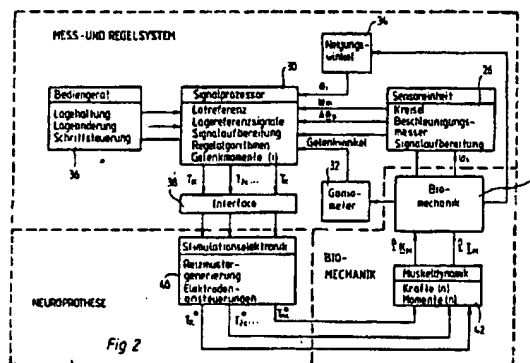 MESS- UND REGELSYSTEM
34
Neigungs-
winkel
30
Bediengerät
Lagehaltung
Lageänderung
Schrittsteuerung
36
Signalprozessor
Lotreferenz
Lagereferenzsignale
Signalaufbereitung
Regelalgorithmen
Gelenkmomente (i)
Sensoreinheit
26
Kreisel
Beschleunigungs-
messer
Signalaufbereitung
Gelenkwinkel
32
Gonio-
meter
38
Interface
Bio-
mechanik
Stimulationselektronik
40
Reizmuster-
generierung
Elektroden-
ansteuerungen
NEUROPROTHESE
BIO-
MECHANIK
Muskeldynamik
Kräfte (n)
Momente (n)
42
Fig 2